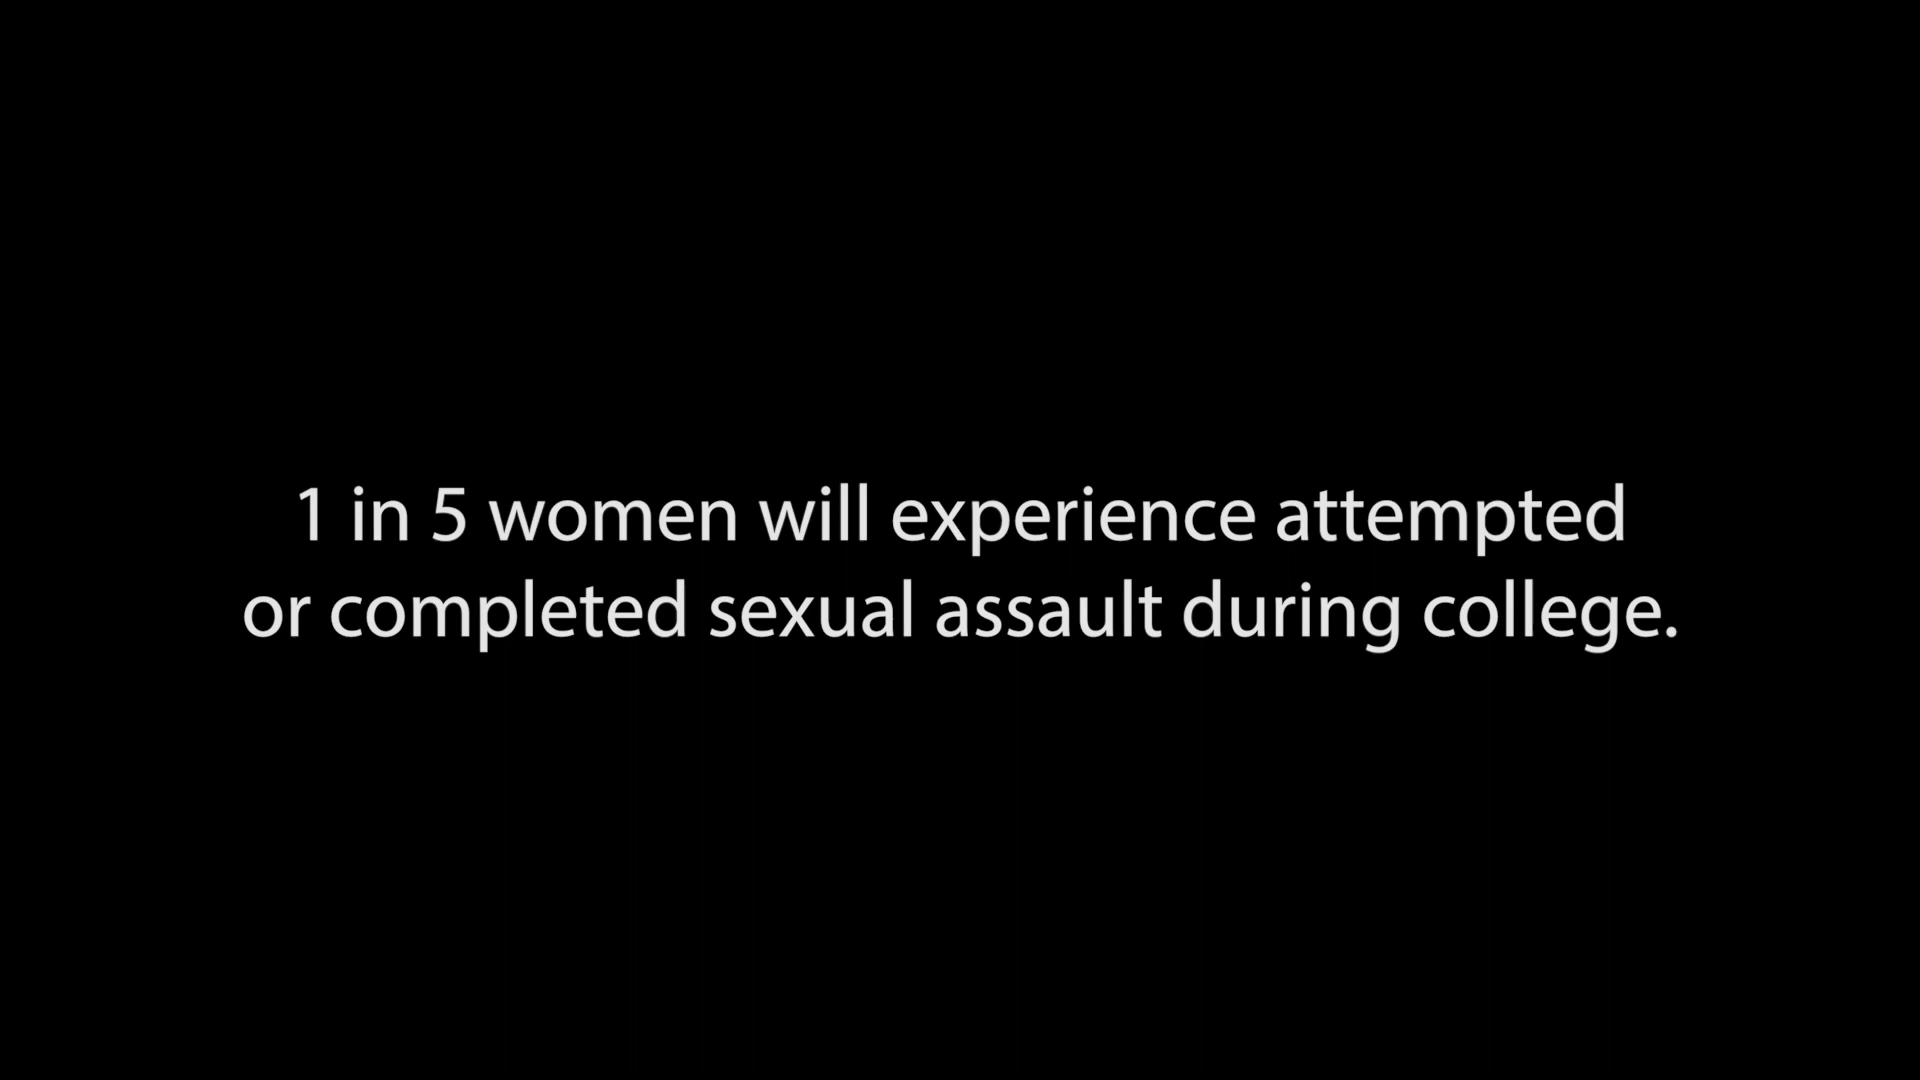 1 in 5 women will experience attempted
or completed sexual assault during college.